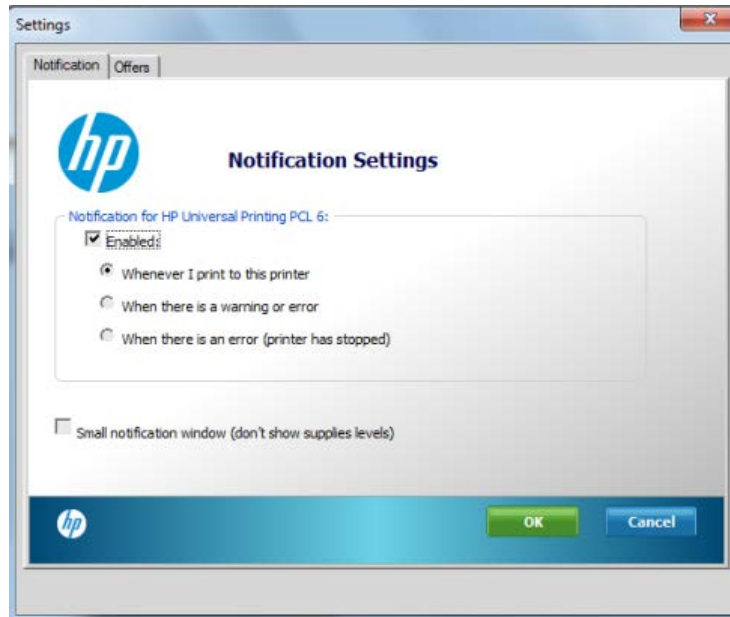 Settings
Notification
Offers
hp
Notification Settings
Notification for HP Universal Printing PCL 6:
Enabled:
Whenever I print to this printer
When there is a warning or error
When there is an error (printer has stopped)
Small notification window (don't show supplies levels)
hp
OK
Cancel